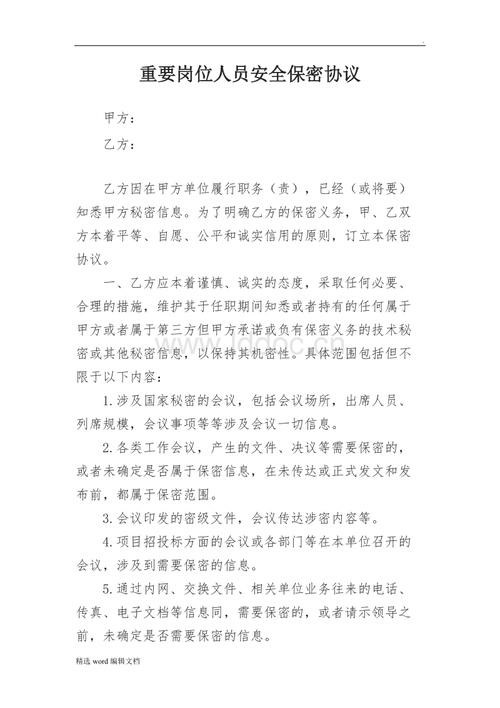 重要岗位人员安全保密协议
甲方：
乙方：
乙方因在甲方单位履行职务（责），已经（或将要）
知悉甲方秘密信息。为了明确乙方的保密义务，甲、乙双
方本着平等、自愿、公平和诚实信用的原则，订立本保密
协议。
一、乙方应本着谨慎、诚实的态度，采取任何必要、
合理的措施，维护其于任职期间知悉或者持有的任何属于
甲方或者属于第三方但甲方承诺或负有保密义务的技术秘
密或其他秘密信息，以保持其机密性。具体范围包括但不
限于以下内容：
www.lddoc.cn
1.涉及国家秘密的会议，包括会议场所，出席人员、
列席规模，会议事项等等涉及会议一切信息。
2.各类工作会议，产生的文件、决议等需要保密的，
或者未确定是否属于保密信息，在未传达或正式发文和发
布前，都属于保密范围。
3.会议印发的密级文件，会议传达涉密内容等。
4.项目招投标方面的会议或各部门等在本单位召开的
会议，涉及到需要保密的信息。
5.通过内网、交换文件、相关单位业务往来的电话、
传真、电子文档等信息同，需要保密的，或者请示领导之
前，未确定是否需要保密的信息。
精选word编辑文档